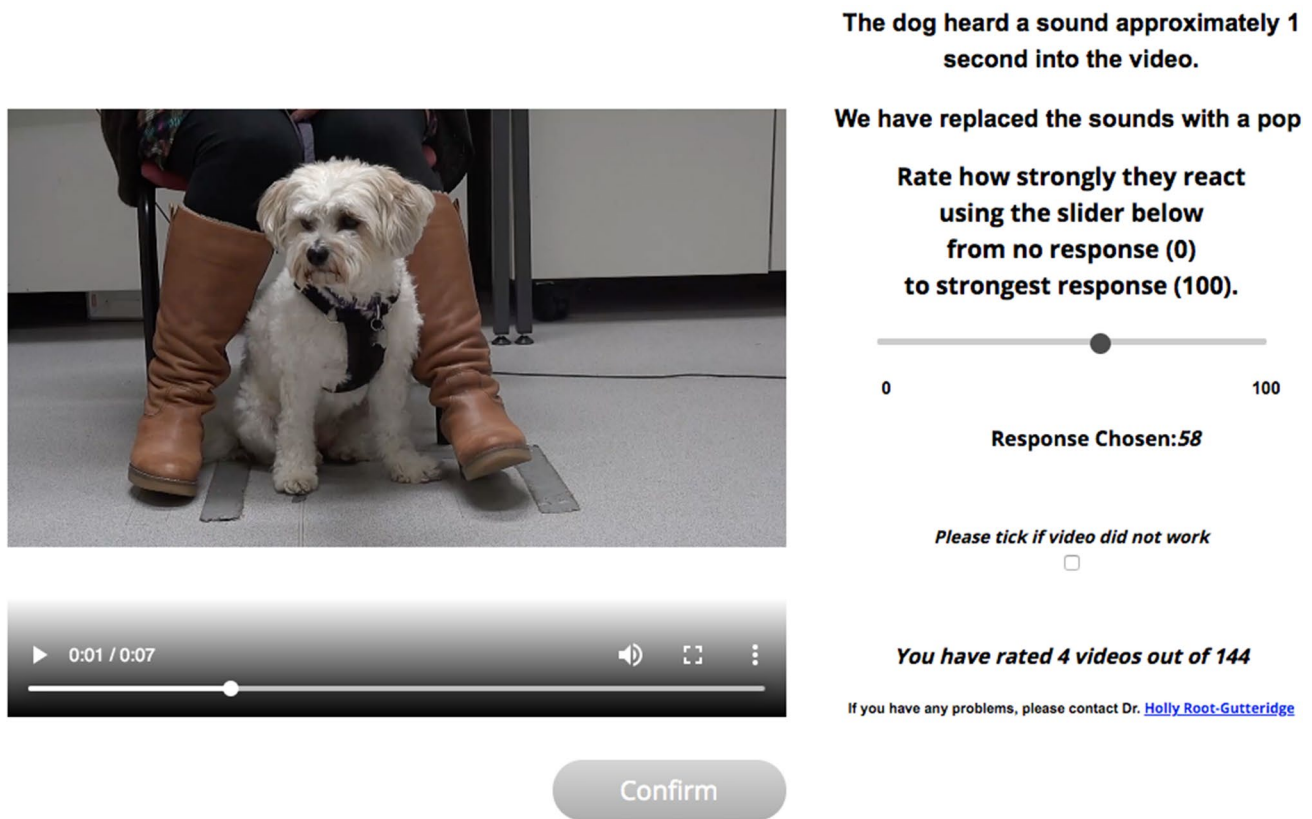 The dog heard a sound approximately 1
second into the video.
We have replaced the sounds with a pop
Rate how strongly they react
using the slider below
from no response (0)
to strongest response (100).
0 100
Response Chosen:58
Please tick if video did not work
0:01 / 0:07
You have rated 4 videos out of 144
If you have any problems, please contact Dr. Holly Root-Gutteridge
Confirm